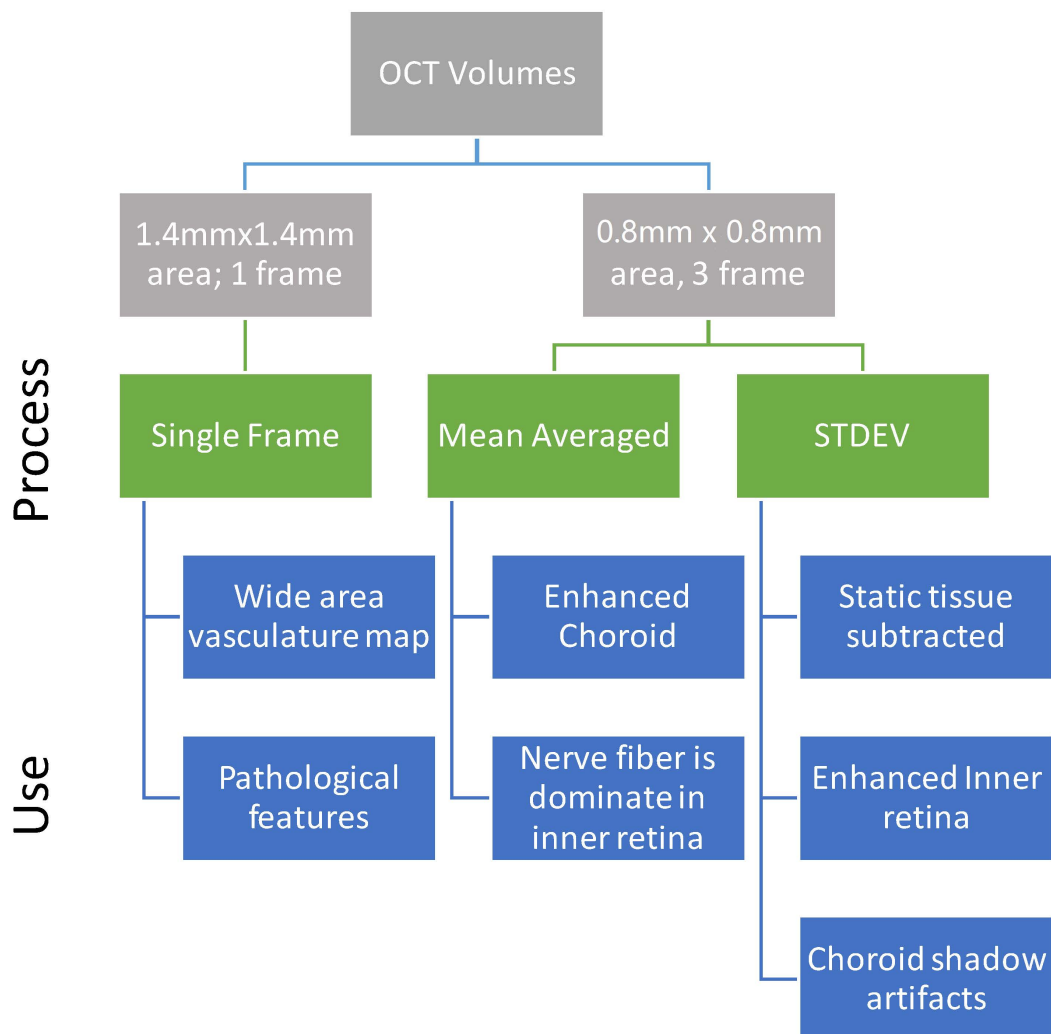 OCT Volumes
1.4mmx1.4mm
area; 1 frame
0.8mm x 0.8mm
area, 3 frame
Process
Single Frame
Mean Averaged
STDEV
Wide area
vasculature map
Enhanced
Choroid
Static tissue
subtracted
Use
Pathological
features
Nerve fiber is
dominate in
inner retina
Enhanced Inner
retina
Choroid shadow
artifacts